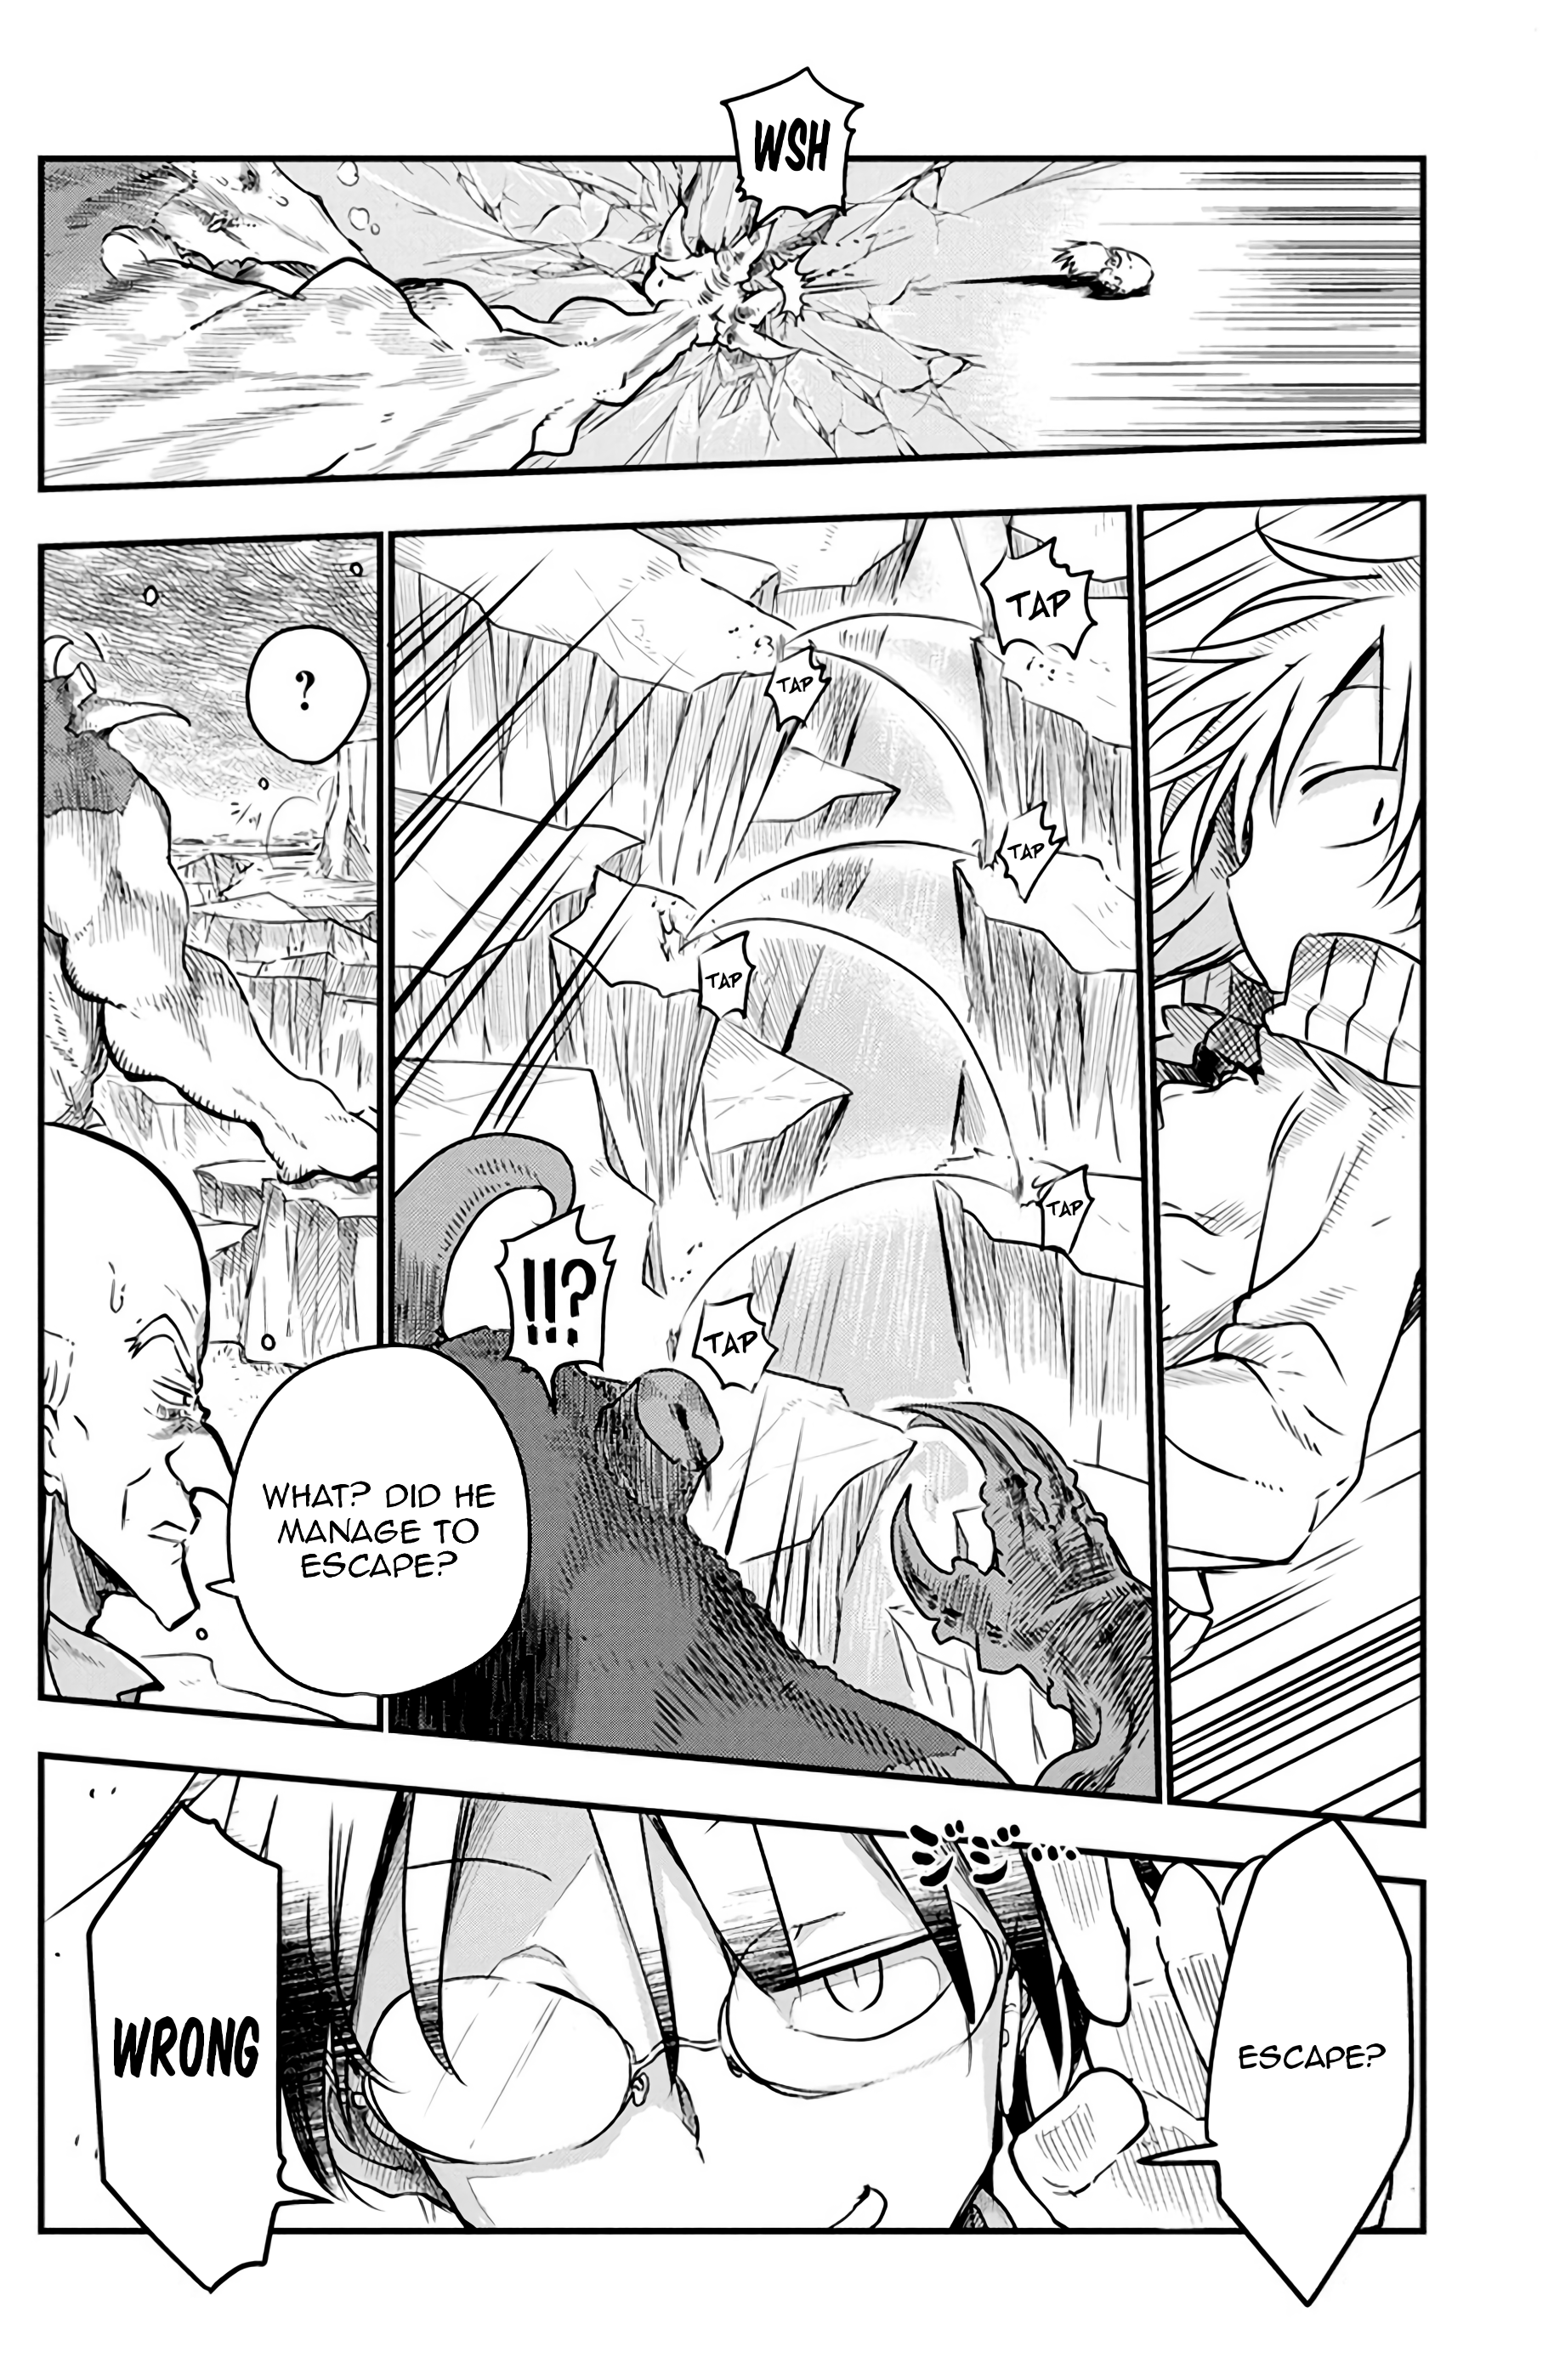 WSH
TAP
TAP
TAP
TAP
TAP
TAP
!!?
?
WHAT? DID HE
MANAGE TO
ESCAPE?
ジジ…
ESCAPE?
WRONG